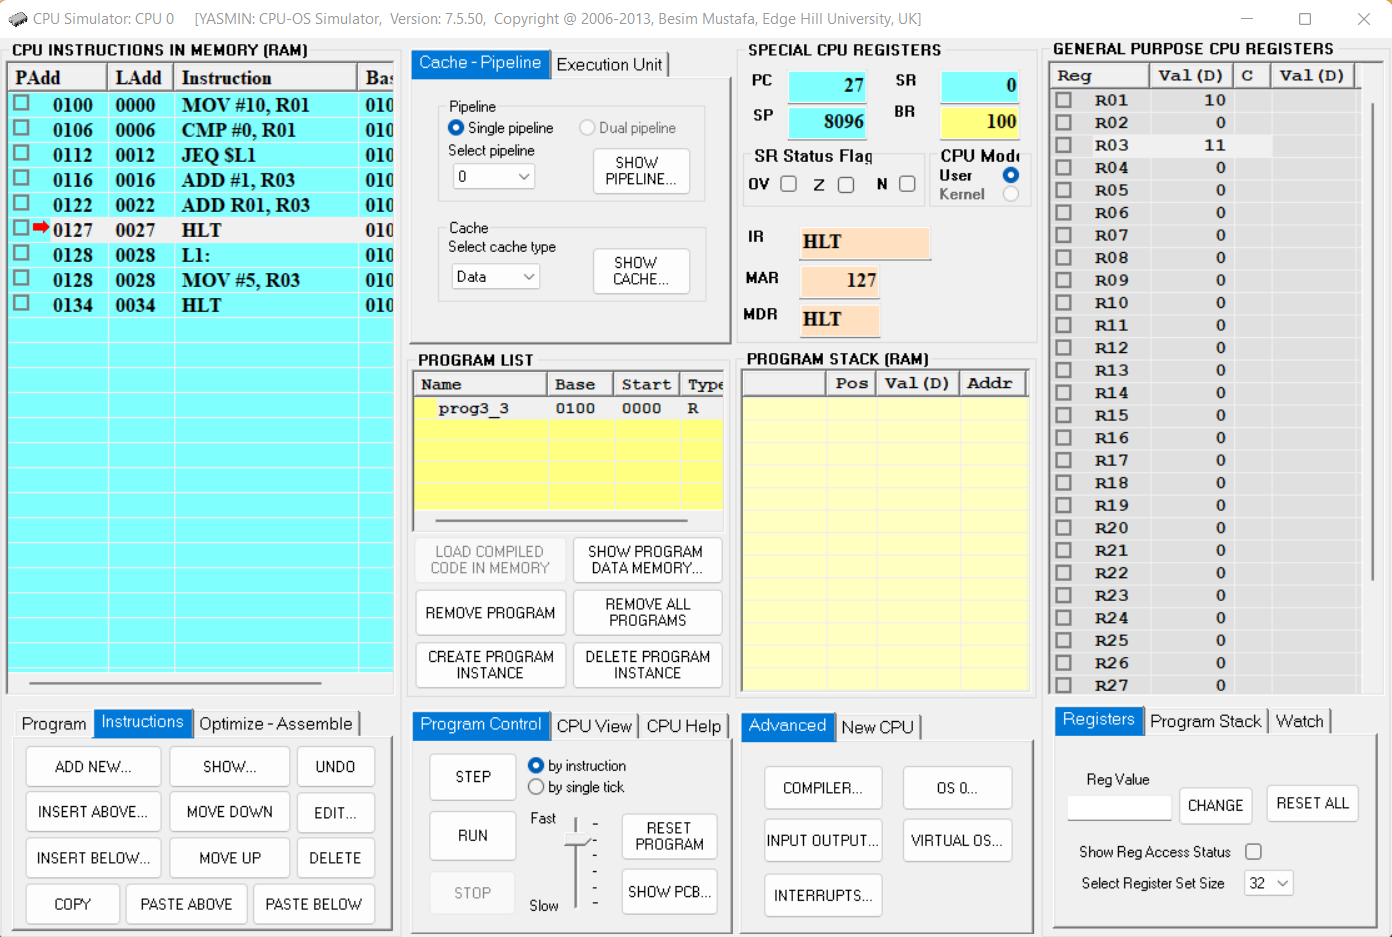 CPU Simulator: CPU 0 [YASMIN: CPU-OS Simulator, Version: 7.5.50, Copyright @ 2006-2013, Besim Mustafa, Edge Hill University, UK]
CPU INSTRUCTIONS IN MEMORY (RAM)
PAdd LAdd Instruction Bas
0100 0000 MOV #10, R01 010
0106 0006 CMP #0, R01 010
0112 0012 JEQ $L1 010
0116 0016 ADD #1, R03 010
0122 0022 ADD R01, R03 010
0127 0027 HLT 010
0128 0028 L1: 010
0128 0028 MOV #5, R03 010
0134 0034 HLT 010
Program Instructions Optimize - Assemble
ADD NEW... SHOW... UNDO
INSERT ABOVE... MOVE DOWN EDIT...
INSERT BELOW... MOVE UP DELETE
COPY PASTE ABOVE PASTE BELOW
Cache - Pipeline Execution Unit
Pipeline
Single pipeline Dual pipeline
Select pipeline
0
SHOW
PIPELINE...
Cache
Select cache type
Data
SHOW
CACHE...
PROGRAM LIST
Name Base Start Type
prog3_3 0100 0000 R
LOAD COMPILED
CODE IN MEMORY
SHOW PROGRAM
DATA MEMORY...
REMOVE PROGRAM
REMOVE ALL
PROGRAMS
CREATE PROGRAM
INSTANCE
DELETE PROGRAM
INSTANCE
Program Control CPU View CPU Help
STEP
by instruction
by single tick
RUN
STOP
Fast
Slow
RESET
PROGRAM
SHOW PCB...
SPECIAL CPU REGISTERS
PC 27 SR 0
SP 8096 BR 100
SR Status Flag
OV Z N
CPU Mode
User
Kernel
IR HLT
MAR 127
MDR HLT
PROGRAM STACK (RAM)
Pos Val(D) Addr
Advanced New CPU
COMPILER... OS 0...
INPUT OUTPUT... VIRTUAL OS...
INTERRUPTS...
GENERAL PURPOSE CPU REGISTERS
Reg Val(D) C Val(D)
R01 10
R02 0
R03 11
R04 0
R05 0
R06 0
R07 0
R08 0
R09 0
R10 0
R11 0
R12 0
R13 0
R14 0
R15 0
R16 0
R17 0
R18 0
R19 0
R20 0
R21 0
R22 0
R23 0
R24 0
R25 0
R26 0
R27 0
Registers Program Stack Watch
Reg Value
CHANGE RESET ALL
Show Reg Access Status
Select Register Set Size 32